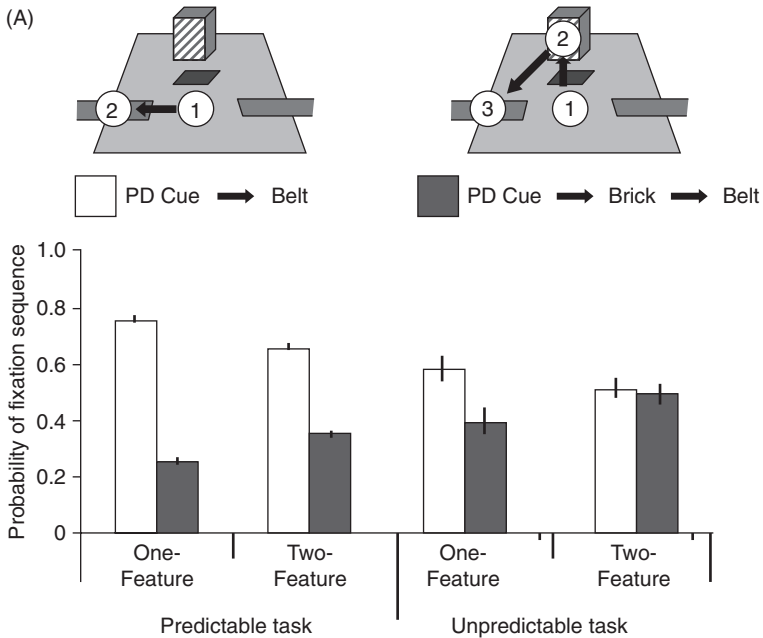 (A)
2 1
2
3 1
PD Cue Belt
PD Cue Brick Belt
Probability of fixation sequence
1.0
0.8
0.6
0.4
0.2
0
One-
Feature
Two-
Feature
One-
Feature
Two-
Feature
Predictable task
Unpredictable task